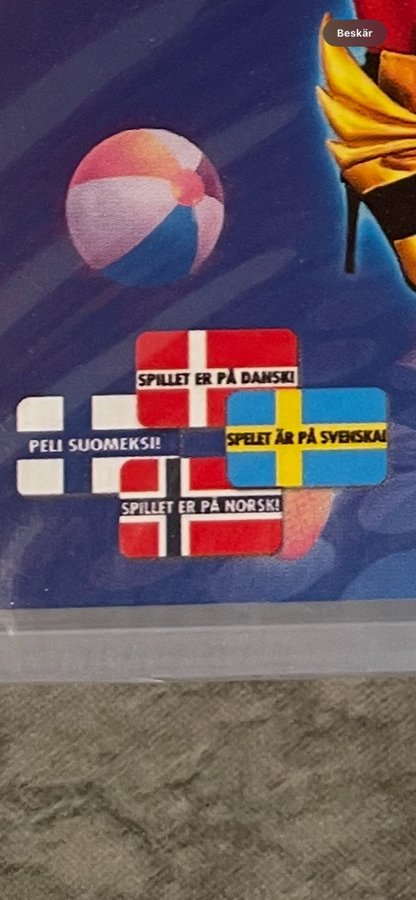 Beskär
SPILLET ER PÅ DANSK!
SPELET ÄR PÅ SVENSKA!
PELI SUOMEKSI!
SPILLET ER PÅ NORSK!